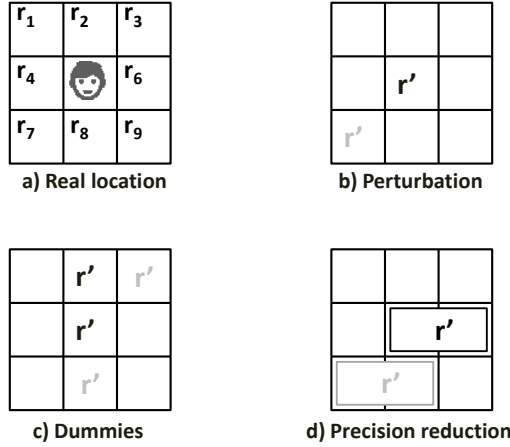 r1 r2 r3
r4 r6
r7 r8 r9
a) Real location
r'
r'
b) Perturbation
r' r'
r'
r'
c) Dummies
r'
r'
d) Precision reduction